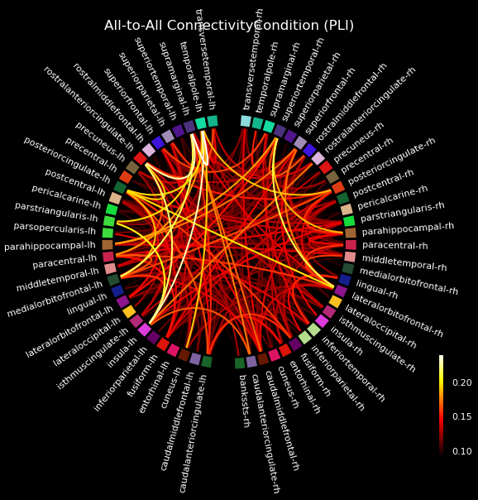 All-to-All ConnectivityCondition (PLI)
transversetemporal-lh
temporalpole-lh
supramarginal-lh
superiortemporal-lh
superiorparietal-lh
superiorfrontal-lh
rostralmiddlefrontal-lh
rostralanteriorcingulate-lh
precuneus-lh
precentral-lh
posteriorcingulate-lh
postcentral-lh
pericalcarine-lh
parstriangularis-lh
parsopercularis-lh
parahippocampal-lh
paracentral-lh
middletemporal-lh
medialorbitofrontal-lh
lingual-lh
lateralorbitofrontal-lh
lateraloccipital-lh
isthmuscingulate-lh
insula-lh
inferiorparietal-lh
fusiform-lh
entorhinal-lh
cuneus-lh
caudalmiddlefrontal-lh
caudalanteriorcingulate-lh
transversetemporal-rh
temporalpole-rh
supramarginal-rh
superiortemporal-rh
superiorparietal-rh
superiorfrontal-rh
rostralmiddlefrontal-rh
rostralanteriorcingulate-rh
precuneus-rh
precentral-rh
posteriorcingulate-rh
postcentral-rh
pericalcarine-rh
parstriangularis-rh
parahippocampal-rh
paracentral-rh
middletemporal-rh
medialorbitofrontal-rh
lingual-rh
lateralorbitofrontal-rh
lateraloccipital-rh
isthmuscingulate-rh
insula-rh
inferiortemporal-rh
inferiorparietal-rh
fusiform-rh
entorhinal-rh
cuneus-rh
caudalmiddlefrontal-rh
caudalanteriorcingulate-rh
bankssts-rh
0.20
0.15
0.10